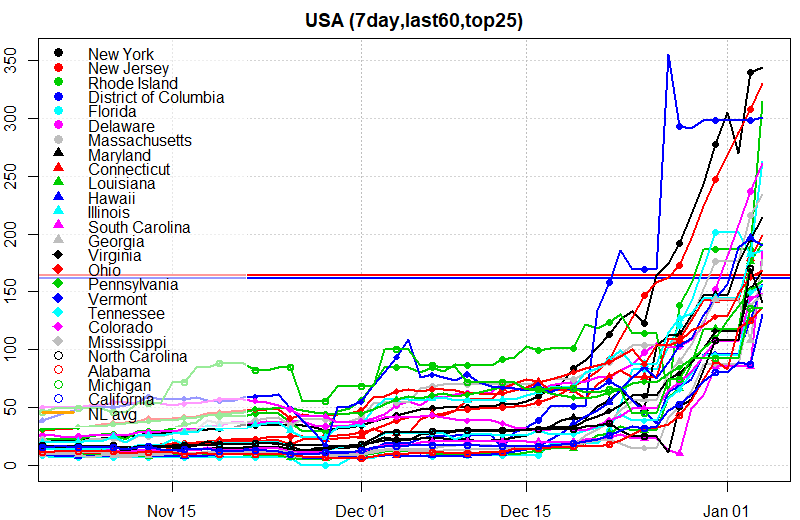 USA (7day,last60,top25)
350
300
250
200
150
100
50
0
New York
New Jersey
Rhode Island
District of Columbia
Florida
Delaware
Massachusetts
Maryland
Connecticut
Louisiana
Hawaii
Illinois
South Carolina
Georgia
Virginia
Ohio
Pennsylvania
Vermont
Tennessee
Colorado
Mississippi
North Carolina
Alabama
Michigan
California
NL avg
Nov 15
Dec 01
Dec 15
Jan 01